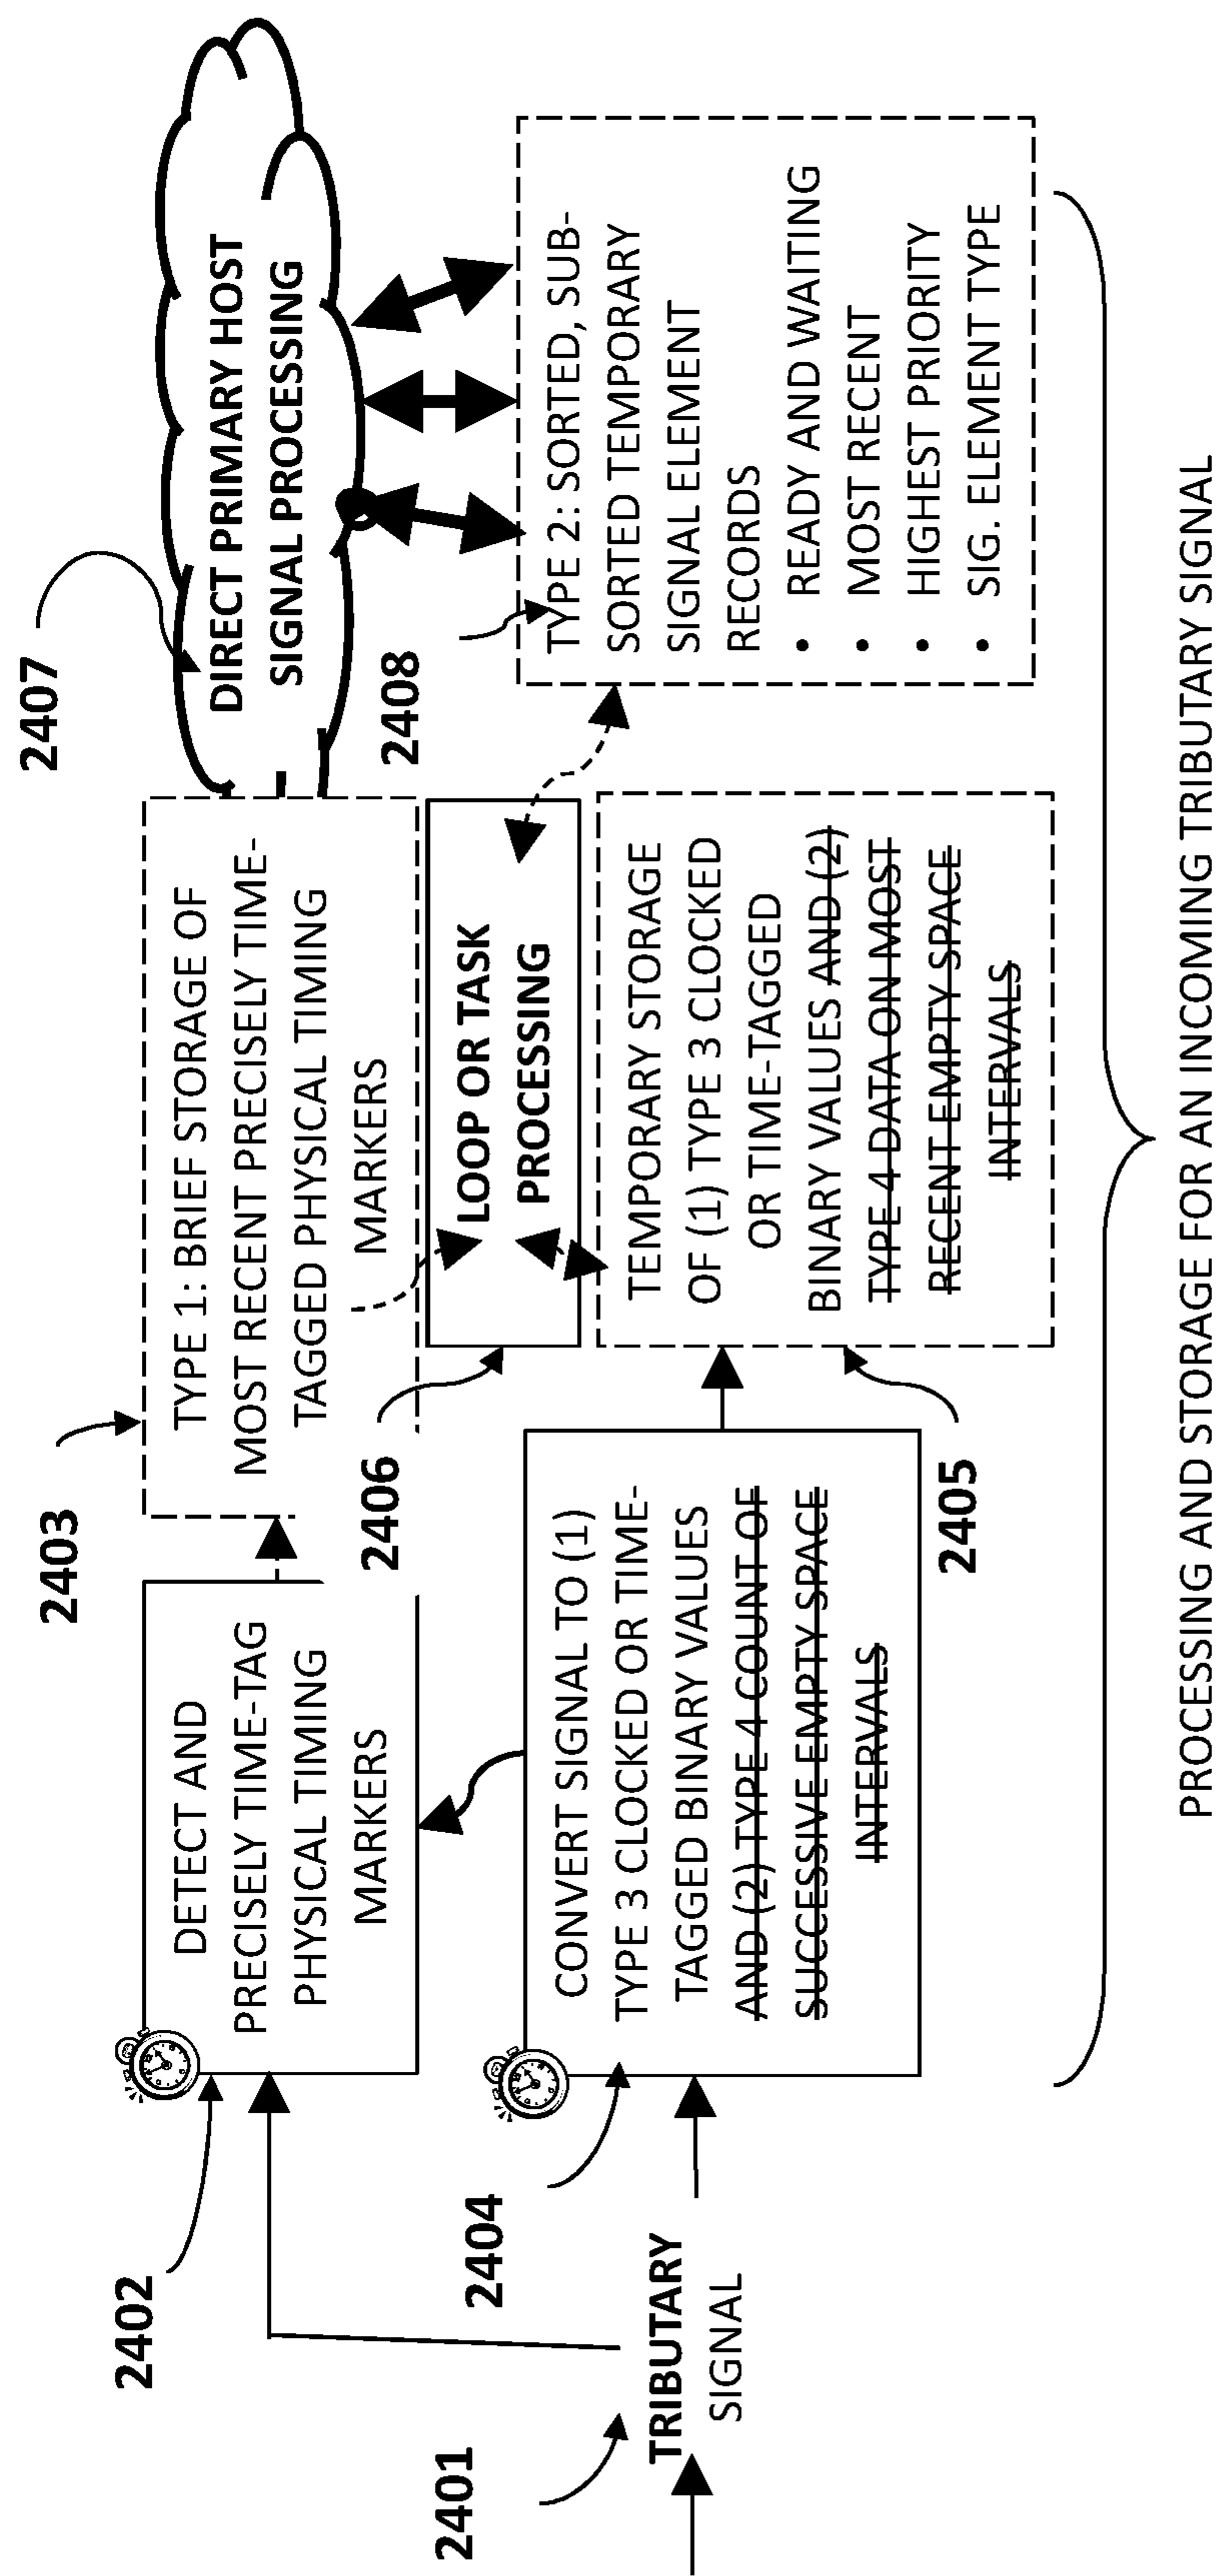 2401
TRIBUTARY
SIGNAL
2402
DETECT AND
PRECISELY TIME-TAG
PHYSICAL TIMING
MARKERS
2403
TYPE 1: BRIEF STORAGE OF
MOST RECENT PRECISELY TIME-
TAGGED PHYSICAL TIMING
MARKERS
2404
CONVERT SIGNAL TO (1)
TYPE 3 CLOCKED OR TIME-
TAGGED BINARY VALUES
AND (2) TYPE 4 COUNT OF
SUCCESSIVE EMPTY SPACE
INTERVALS
2406
LOOP OR TASK
PROCESSING
2405
TEMPORARY STORAGE
OF (1) TYPE 3 CLOCKED
OR TIME-TAGGED
BINARY VALUES AND (2)
TYPE 4 DATA ON MOST
RECENT EMPTY SPACE
INTERVALS
2407
DIRECT PRIMARY HOST
SIGNAL PROCESSING
2408
TYPE 2: SORTED, SUB-
SORTED TEMPORARY
SIGNAL ELEMENT
RECORDS
• READY AND WAITING
• MOST RECENT
• HIGHEST PRIORITY
• SIG. ELEMENT TYPE
PROCESSING AND STORAGE FOR AN INCOMING TRIBUTARY SIGNAL